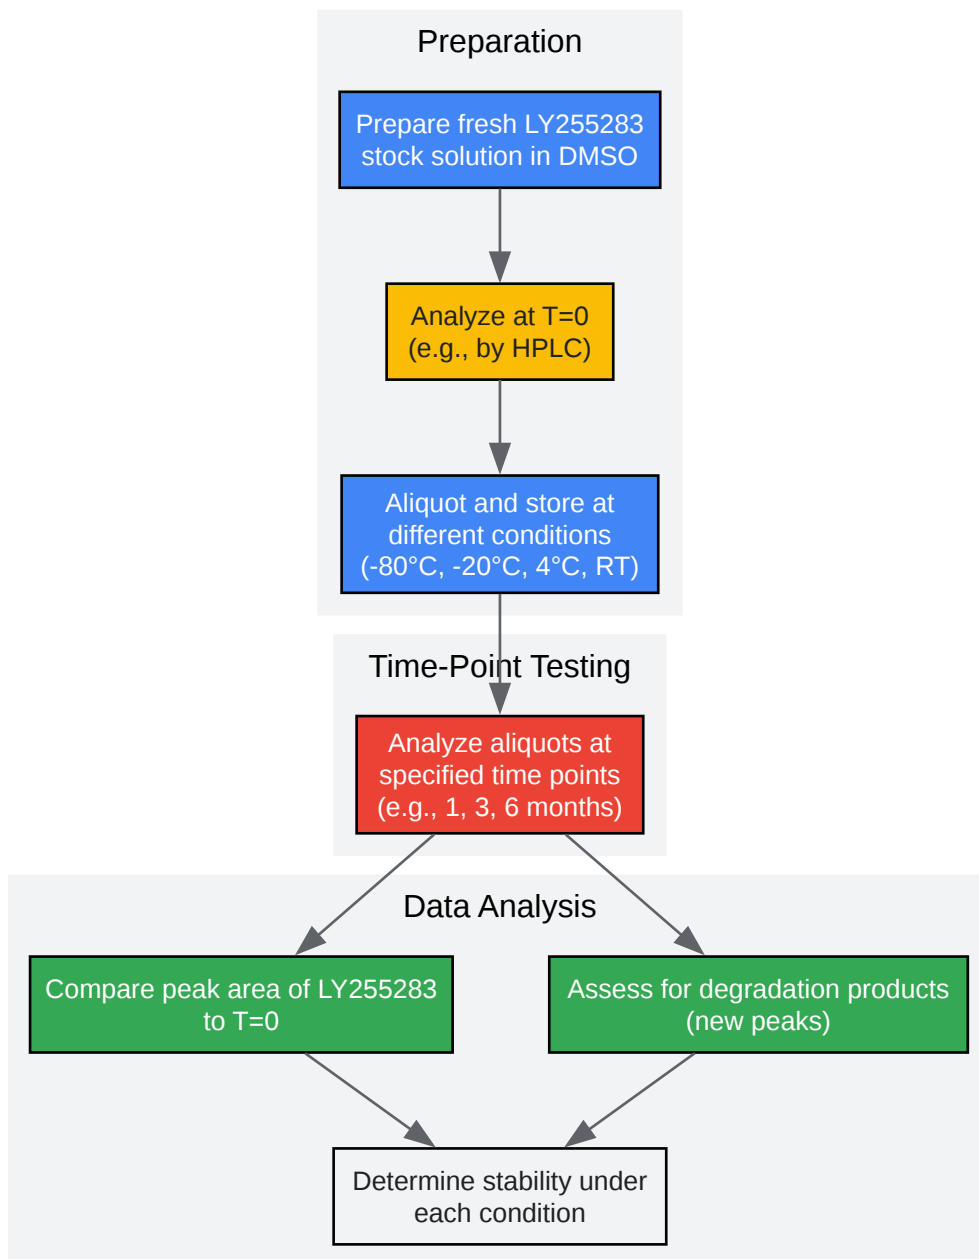 Preparation
Prepare fresh LY255283
stock solution in DMSO
Analyze at T=0
(e.g., by HPLC)
Aliquot and store at
different conditions
(-80°C, -20°C, 4°C, RT)
Time-Point Testing
Analyze aliquots at
specified time points
(e.g., 1, 3, 6 months)
Data Analysis
Compare peak area of LY255283
to T=0
Assess for degradation products
(new peaks)
Determine stability under
each condition